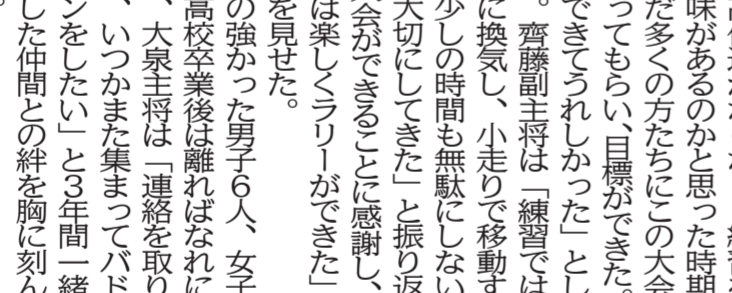 味があるのかと思った時期
だ多くの方たちにこの大会
ってもらい、目標ができた。
できてうれしかった」とし
。齊藤副主将は「練習では
に換気し、小走りで移動す
少しの時間も無駄にしない
大切にしてきた」と振り返
会ができることに感謝し、
は楽しくラリーができた」
を見せた。
の強かった男子6人、女子
高校卒業後は離ればなれに
、大泉主将は「連絡を取り
、いつかまた集まってバド
ンをしたい」と3年間一緒
した仲間との絆を胸に刻ん
。